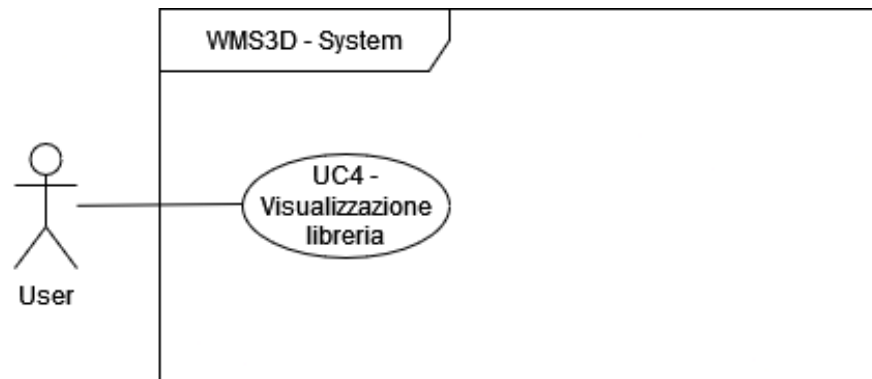 WMS3D - System
UC4 -
Visualizzazione
libreria
User